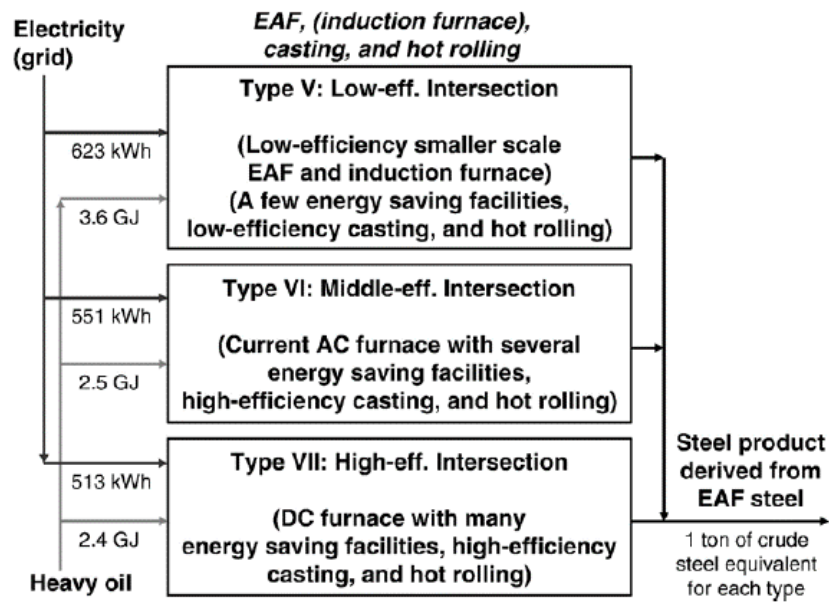 Electricity
(grid)
EAF, (induction furnace),
casting, and hot rolling
Type V: Low-eff. Intersection
(Low-efficiency smaller scale
EAF and induction furnace)
(A few energy saving facilities,
low-efficiency casting, and hot rolling)
623 kWh
3.6 GJ
Type VI: Middle-eff. Intersection
(Current AC furnace with several
energy saving facilities,
high-efficiency casting, and hot rolling)
551 kWh
2.5 GJ
Type VII: High-eff. Intersection
(DC furnace with many
energy saving facilities, high-efficiency
casting, and hot rolling)
513 kWh
2.4 GJ
Heavy oil
Steel product
derived from
EAF steel
1 ton of crude
steel equivalent
for each type